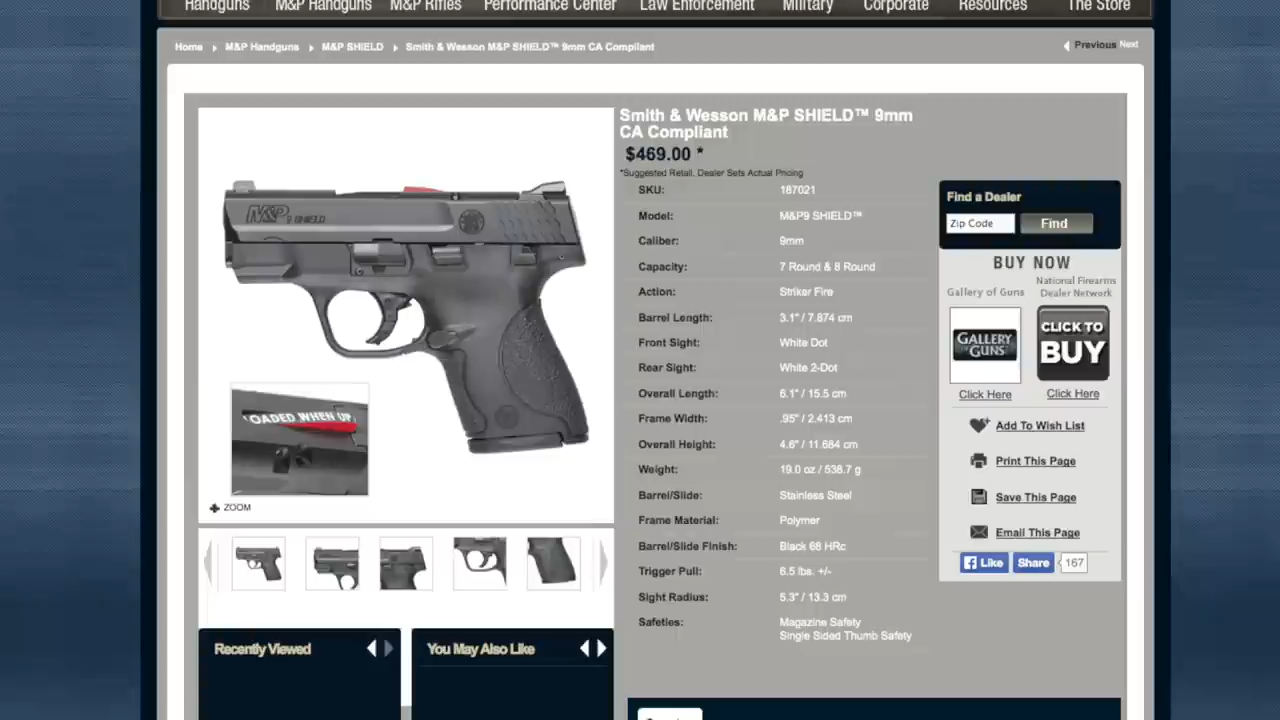 Handguns M&P Handguns M&P Rifles Performance Center Law Enforcement Military Corporate Resources The Store
Home M&P Handguns M&P SHIELD Smith & Wesson M&P SHIELD™ 9mm CA Compliant
Previous Next
Smith & Wesson M&P SHIELD™ 9mm
CA Compliant
$469.00 *
*Suggested Retail, Dealer Sets Actual Pricing
SKU: 187021
Model: M&P9 SHIELD™
Caliber: 9mm
Capacity: 7 Round & 8 Round
Action: Striker Fire
Barrel Length: 3.1" / 7.874 cm
Front Sight: White Dot
Rear Sight: White 2-Dot
Overall Length: 6.1" / 15.5 cm
Frame Width: .95" / 2.413 cm
Overall Height: 4.6" / 11.684 cm
Weight: 19.0 oz / 538.7 g
Barrel/Slide: Stainless Steel
Frame Material: Polymer
Barrel/Slide Finish: Black 68 HRc
Trigger Pull: 6.5 lbs. +/-
Sight Radius: 5.3" / 13.3 cm
Safeties: Magazine Safety
Single Sided Thumb Safety
M&P 9 SHIELD
LOADED WHEN UP
ZOOM
Recently Viewed
You May Also Like
Find a Dealer
Zip Code Find
BUY NOW
Gallery of Guns
National Firearms
Dealer Network
GALLERY
OF GUNS
CLICK TO
BUY
Click Here
Click Here
Add To Wish List
Print This Page
Save This Page
Email This Page
Like Share 167